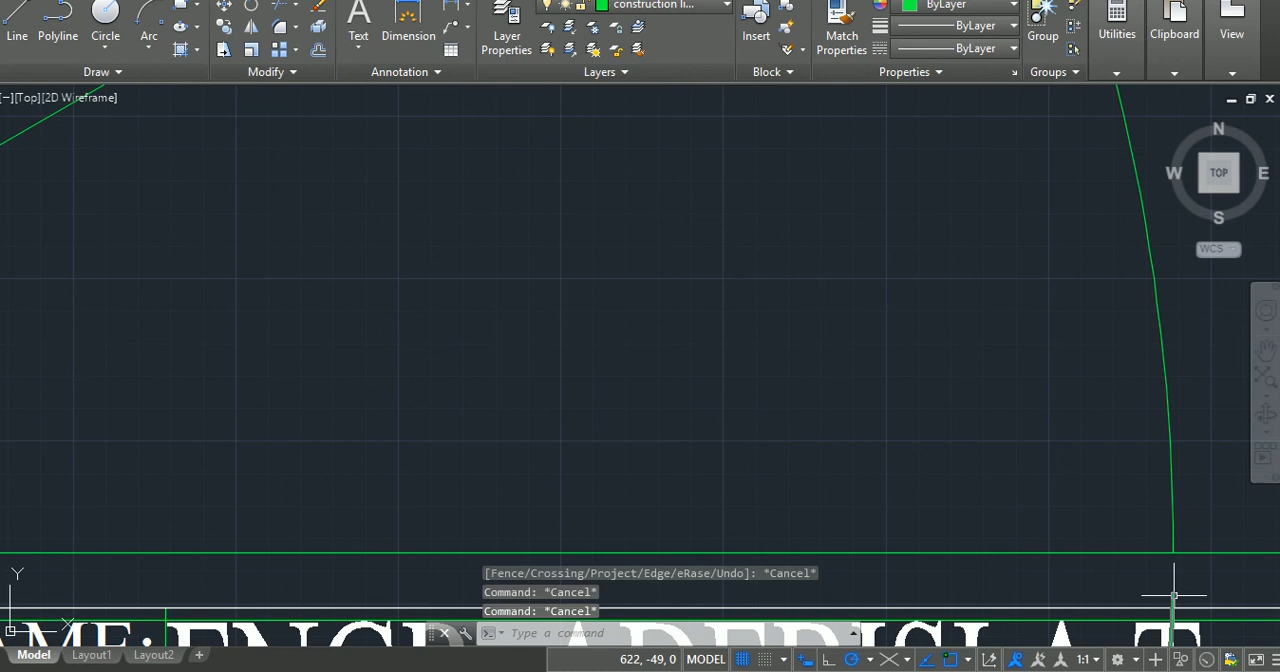 construction li... ByLayer
Line Polyline Circle Arc Text Dimension Layer Properties Insert Match Properties ByLayer ByLayer Group Utilities Clipboard View
Draw Modify Annotation Layers Block Properties Groups
[−][Top][2D Wireframe]
N
W TOP E
S
WCS
[Fence/Crossing/Project/Edge/eRase/Undo]: *Cancel*
Command: *Cancel*
Command: *Cancel*
Y
X
Type a command
Model Layout1 Layout2 +
622, -49, 0 MODEL 1:1